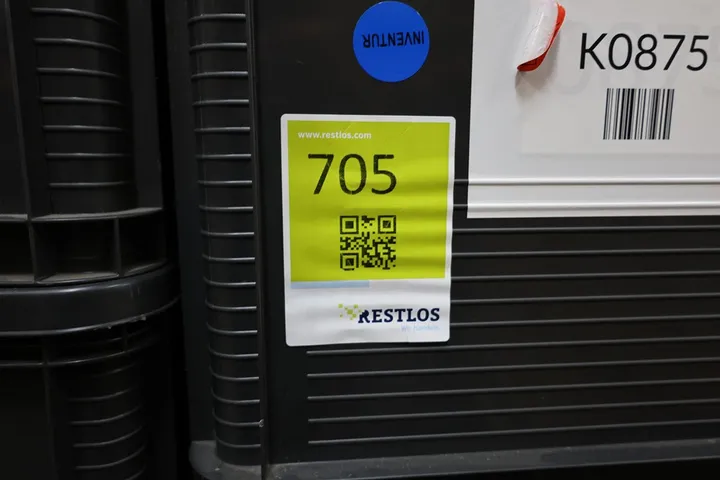 INVENTUR
K0875
www.restlos.com
705
RESTLOS